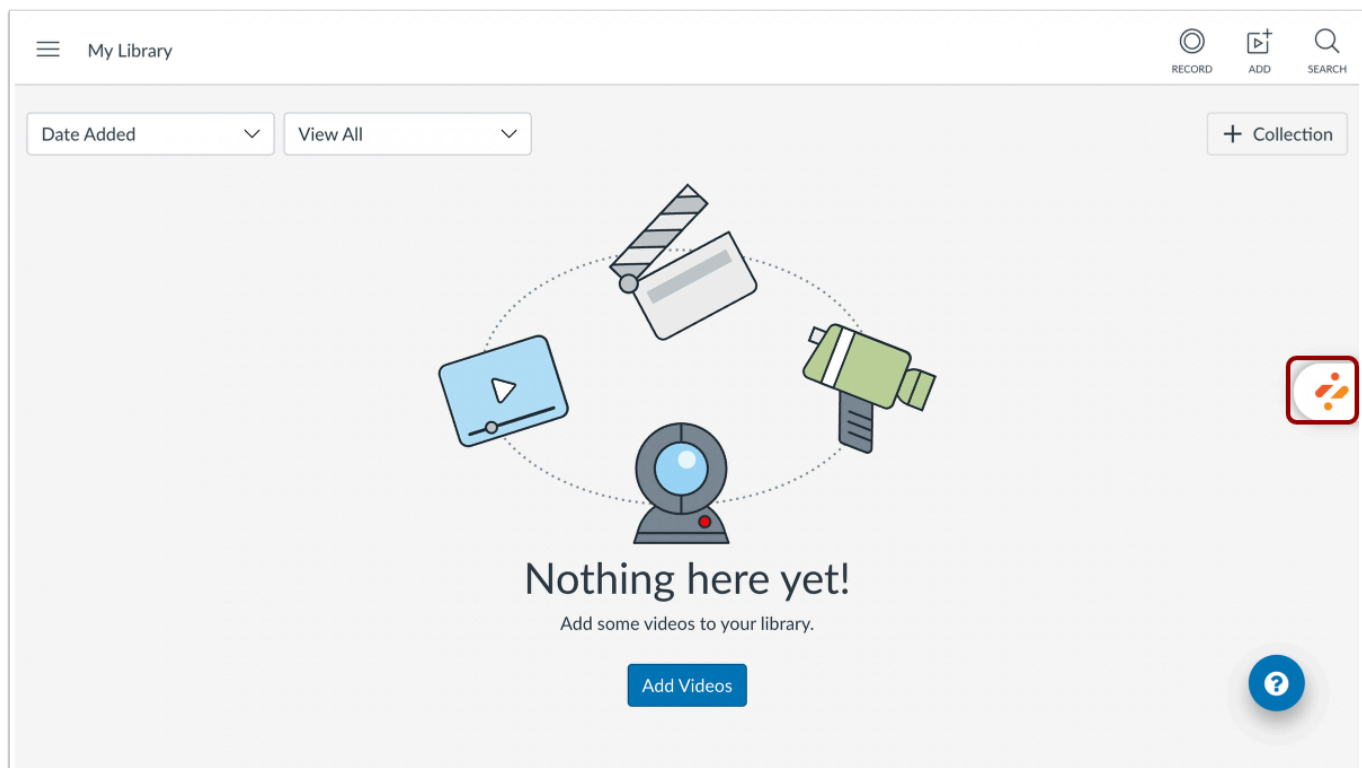 My Library
RECORD
ADD
SEARCH
Date Added
View All
+ Collection
Nothing here yet!
Add some videos to your library.
Add Videos
?